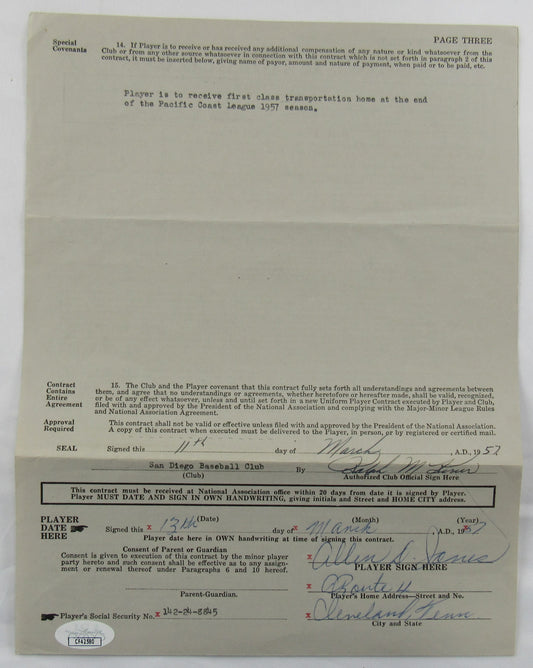 PAGE THREE
Special
Covenants
14. If Player is to receive or has received any additional compensation of any nature or kind whatsoever from the
Club or from any other source whatsoever in connection with this contract which is not set forth in paragraph 2 of this
contract, it must be inserted below, giving name of payor, amount and nature of payment, when paid or to be paid, etc.
Player is to receive first class transportation home at the end
of the Pacific Coast League 1957 season.
Contract
Contains
Entire
Agreement
15. The Club and the Player covenant that this contract fully sets forth all understandings and agreements between
them, and agree that no understandings or agreements, whether heretofore or hereafter made, shall be valid, recognized,
or be of any effect whatsoever, unless and until set forth in a new Uniform Player Contract executed by Player and Club,
filed with and approved by the President of the National Association and complying with the Major-Minor League Rules
and National Association Agreement.
Approval
Required
This contract shall not be valid or effective unless filed with and approved by the President of the National Association.
A copy of this contract when executed must be delivered to the Player, in person, or by registered or certified mail.
SEAL Signed this 11th day of March, A.D., 1957
San Diego Baseball Club By Ralph M Kiner
(Club) Authorized Club Official Sign Here
This contract must be received at National Association office within 20 days from date it is signed by Player.
Player MUST DATE AND SIGN IN OWN HANDWRITING, giving initials and Street and HOME CITY address.
PLAYER
DATE
HERE
(Date) (Month) (Year)
Signed this x 13th day of x March, A.D., 1957
Player date here in OWN handwriting at time of signing this contract.
Consent of Parent or Guardian
Consent is given to execution of this contract by the minor player
party hereto and such consent shall be effective as to any assign-
ment or renewal thereof under Paragraphs 6 and 10 hereof.
x Allen S. Jones
PLAYER SIGN HERE
x Route 4
Parent-Guardian. Player's Home Address—Street and No.
Player's Social Security No. x 142-24-8845 x Cleveland, Tenn.
City and State
CF42580